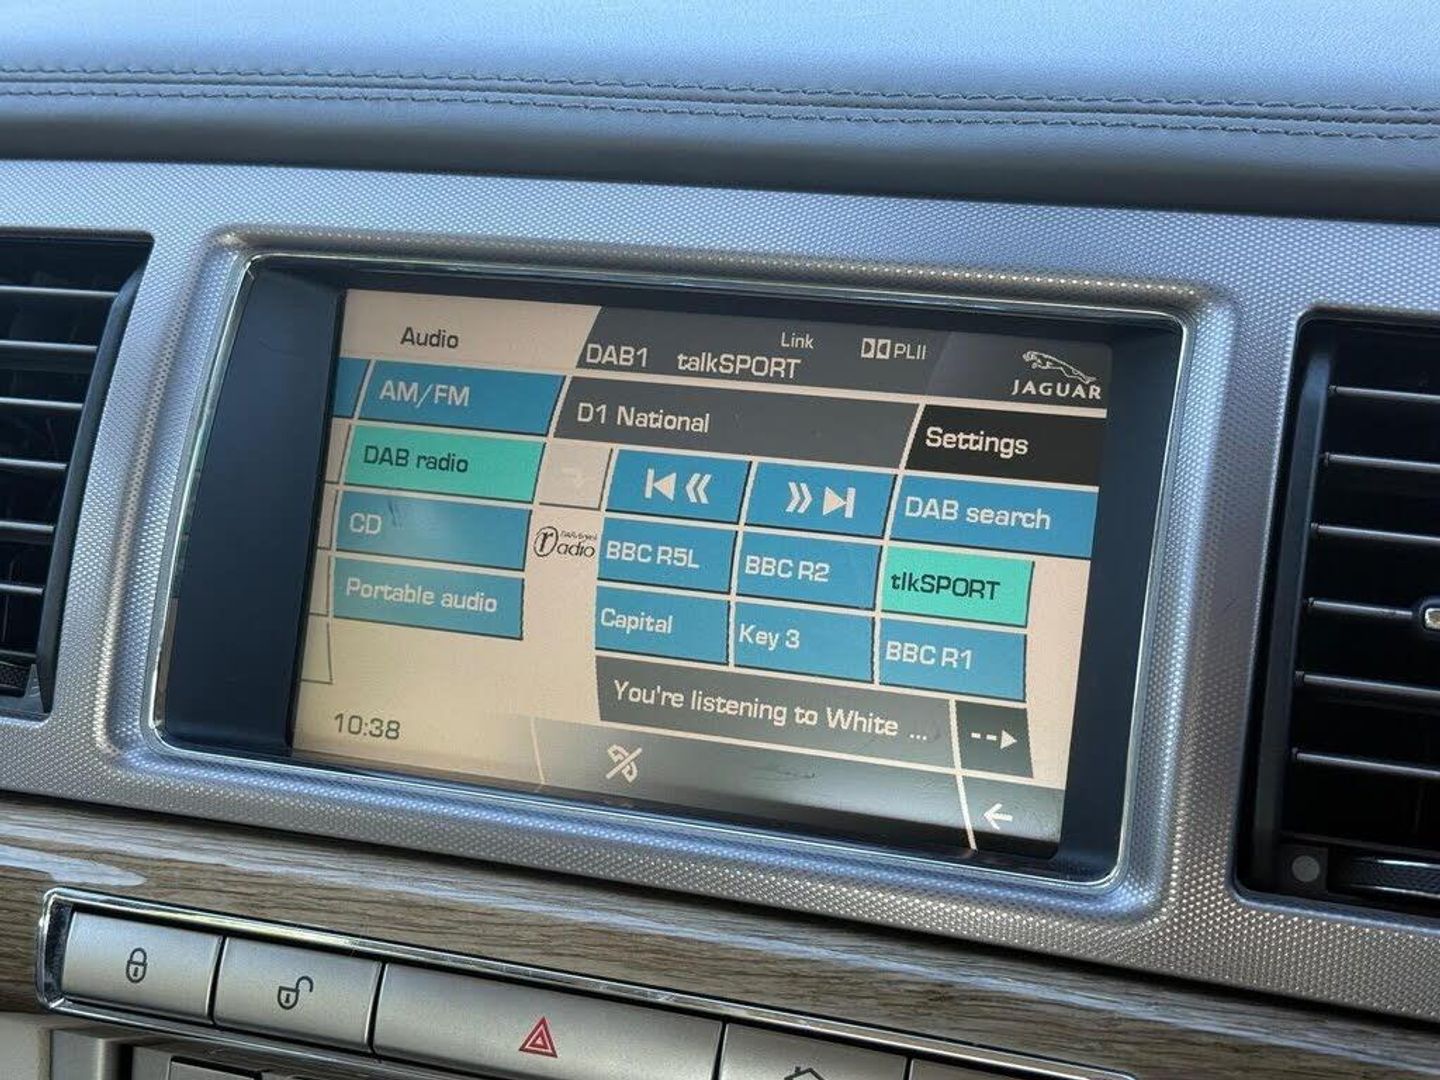 Audio
DAB1 talkSPORT
Link
PLII
JAGUAR
AM/FM
D1 National
Settings
DAB radio
DAB search
CD
radio
BBC R5L
BBC R2
tlkSPORT
Portable audio
Capital
Key 3
BBC R1
You're listening to White ...
10:38